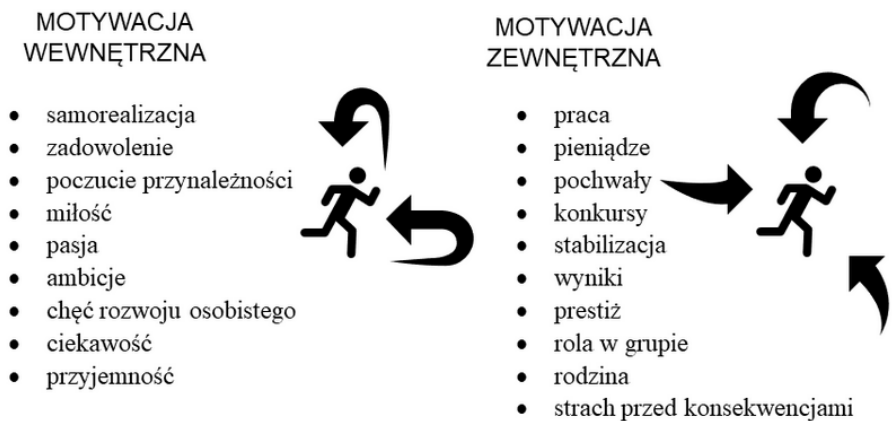 MOTYWACJA
WEWNĘTRZNA
• samorealizacja
• zadowolenie
• poczucie przynależności
• miłość
• pasja
• ambicje
• chęć rozwoju osobistego
• ciekawość
• przyjemność
MOTYWACJA
ZEWNĘTRZNA
• praca
• pieniądze
• pochwały
• konkursy
• stabilizacja
• wyniki
• prestiż
• rola w grupie
• rodzina
• strach przed konsekwencjami